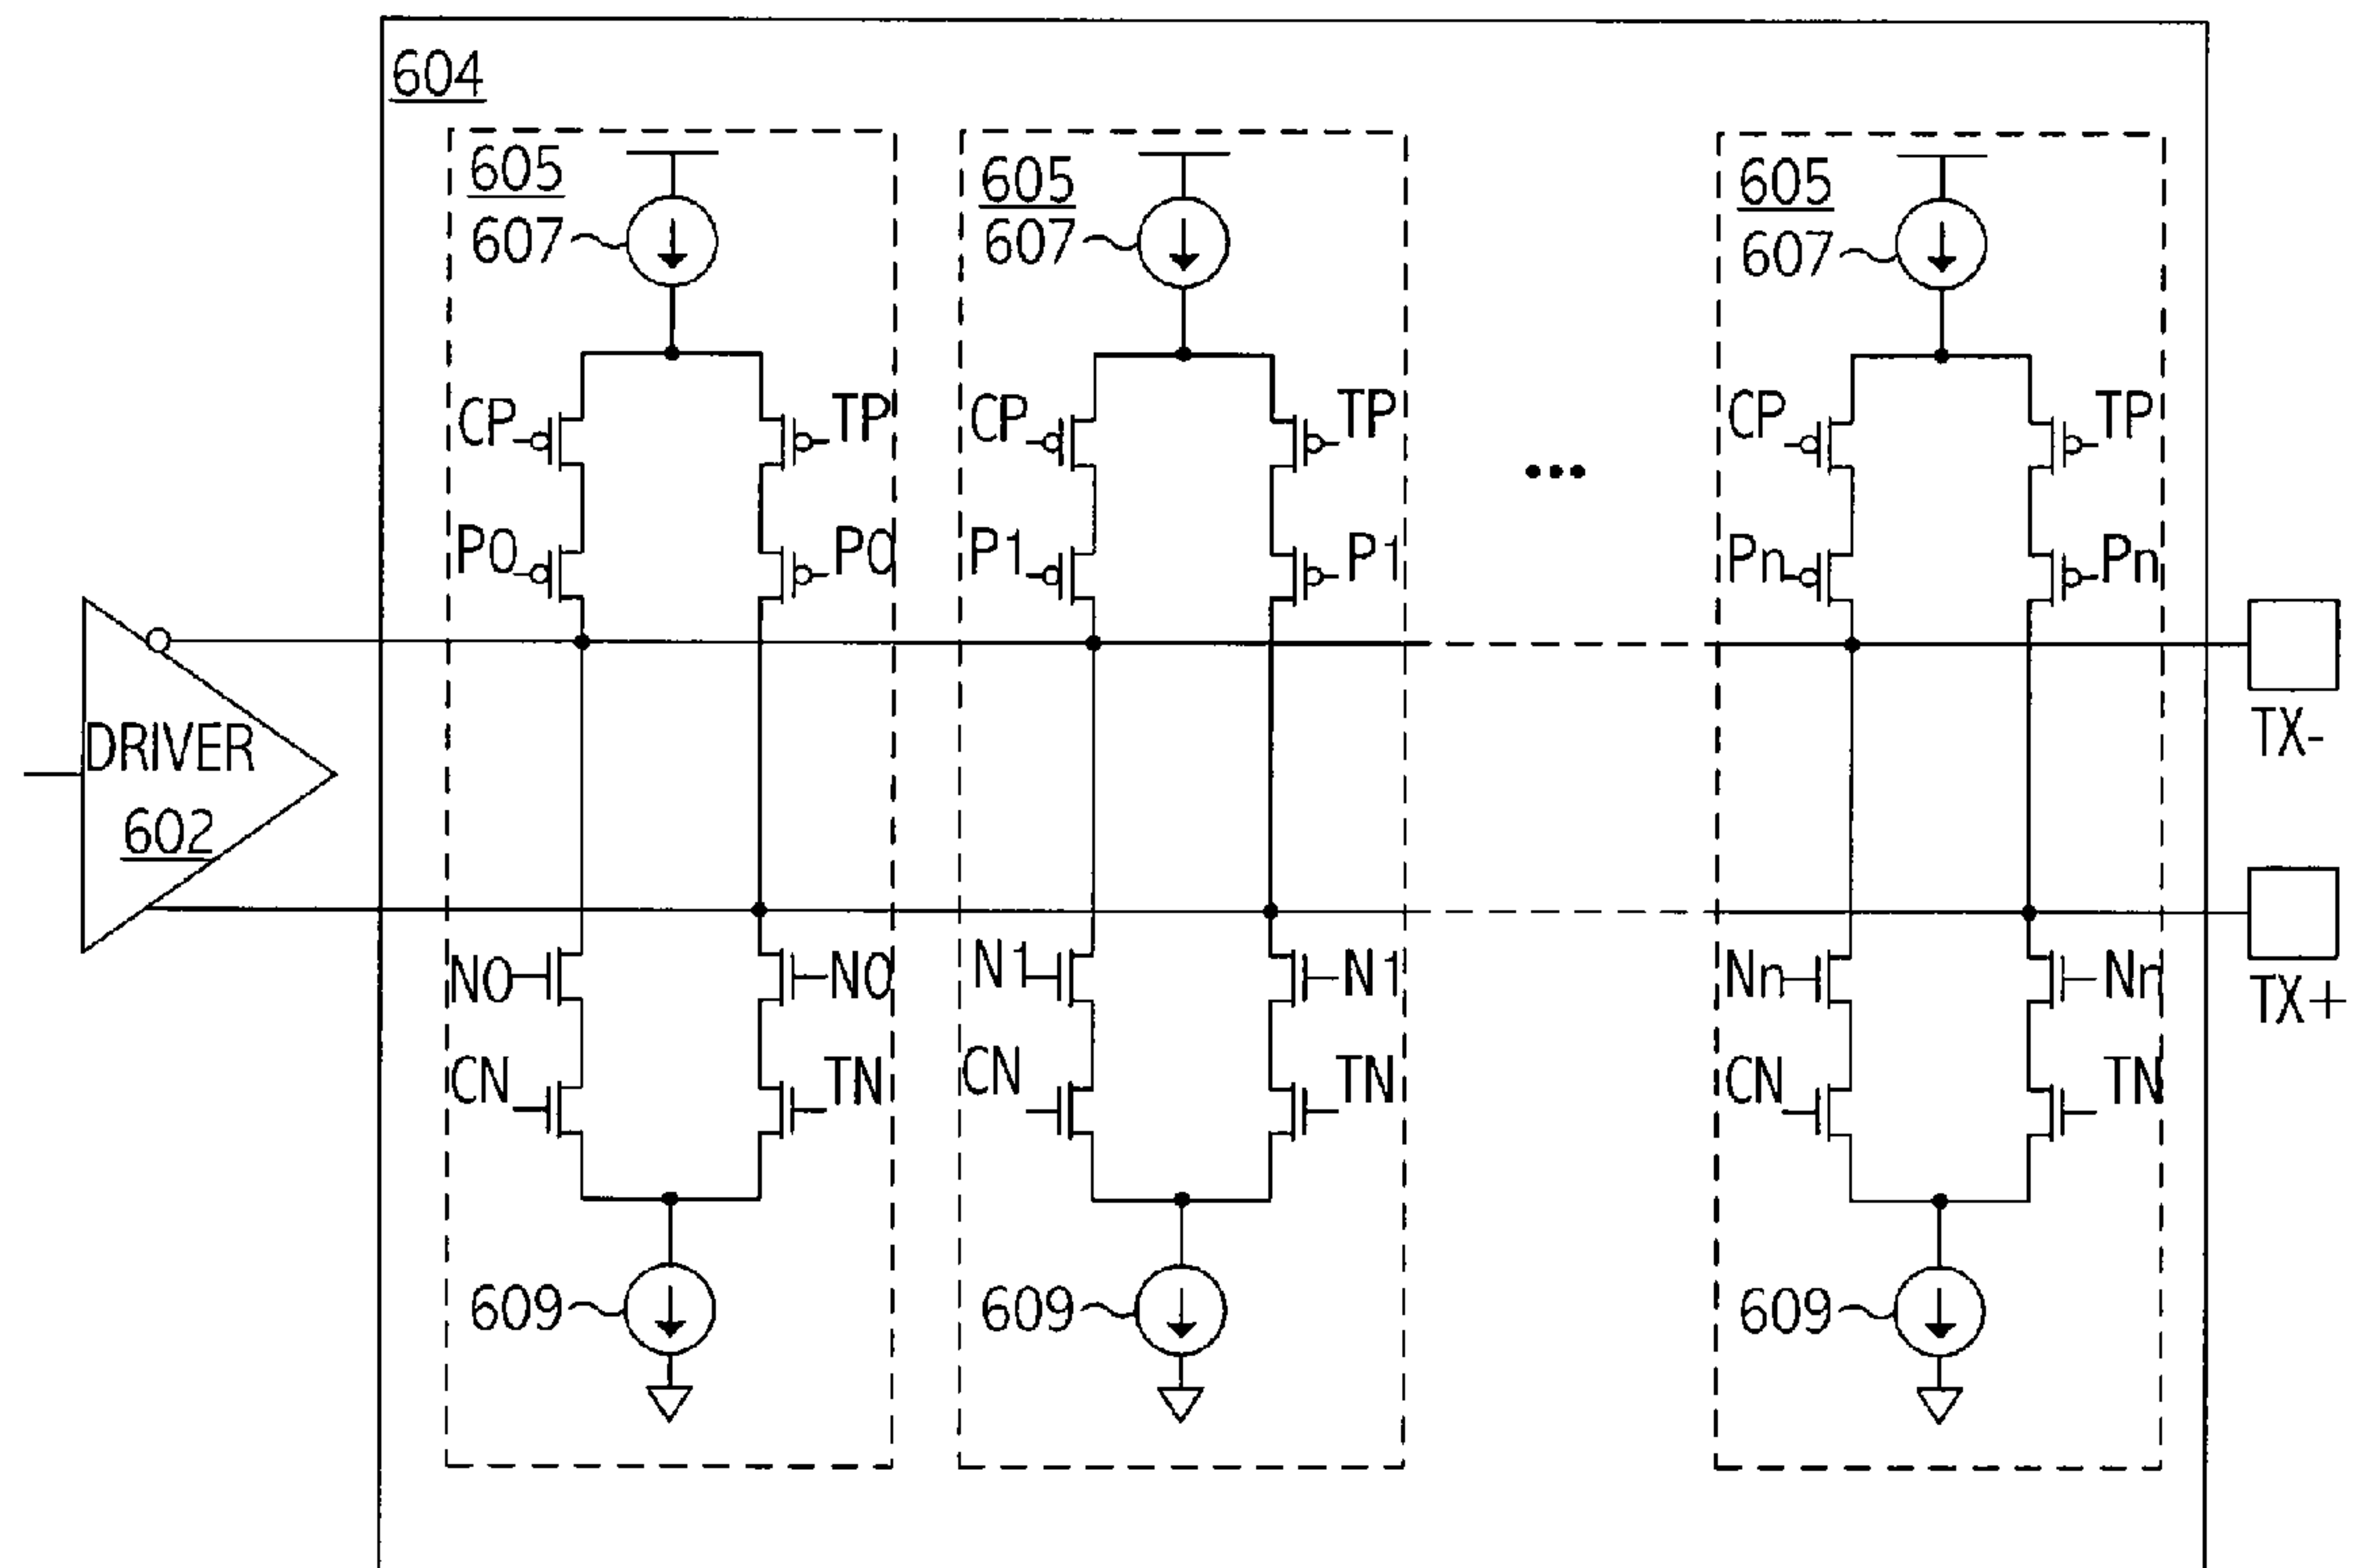 604
605
607
CP
TP
P0
P0
605
607
CP
TP
P1
P1
...
605
607
CP
TP
Pn
Pn
DRIVER
602
TX-
TX+
N0
N0
CN
TN
609
N1
N1
CN
TN
609
Nn
Nn
CN
TN
609